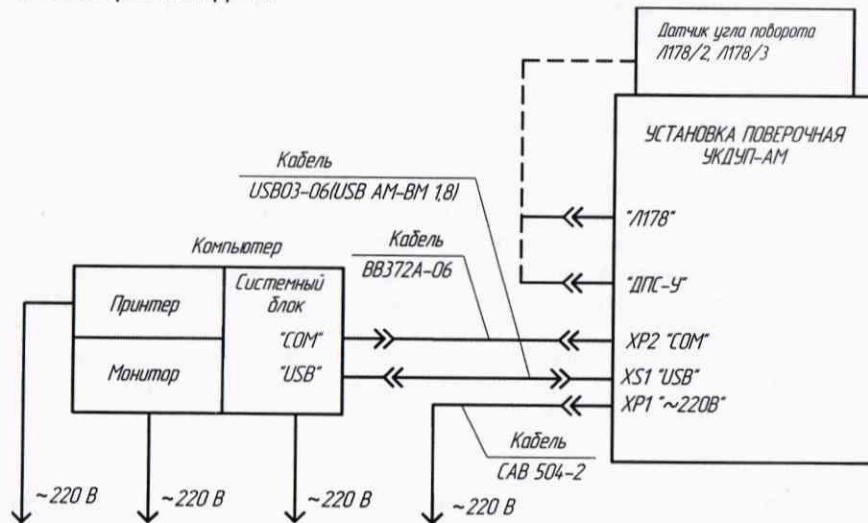 Датчик угла поворота
Л178/2, Л178/3
УСТАНОВКА ПОВЕРОЧНАЯ
УКДУП-АМ
Кабель
USB03-06(USB AM-BM 1,8)
"Л178"
Кабель
BB372A-06
"ДПС-У"
Компьютер
Принтер
Системный
блок
"COM"
XP2 "COM"
Монитор
"USB"
XS1 "USB"
XP1 "~220В"
Кабель
CAB 504-2
~220 В
~220 В
~220 В
~220 В